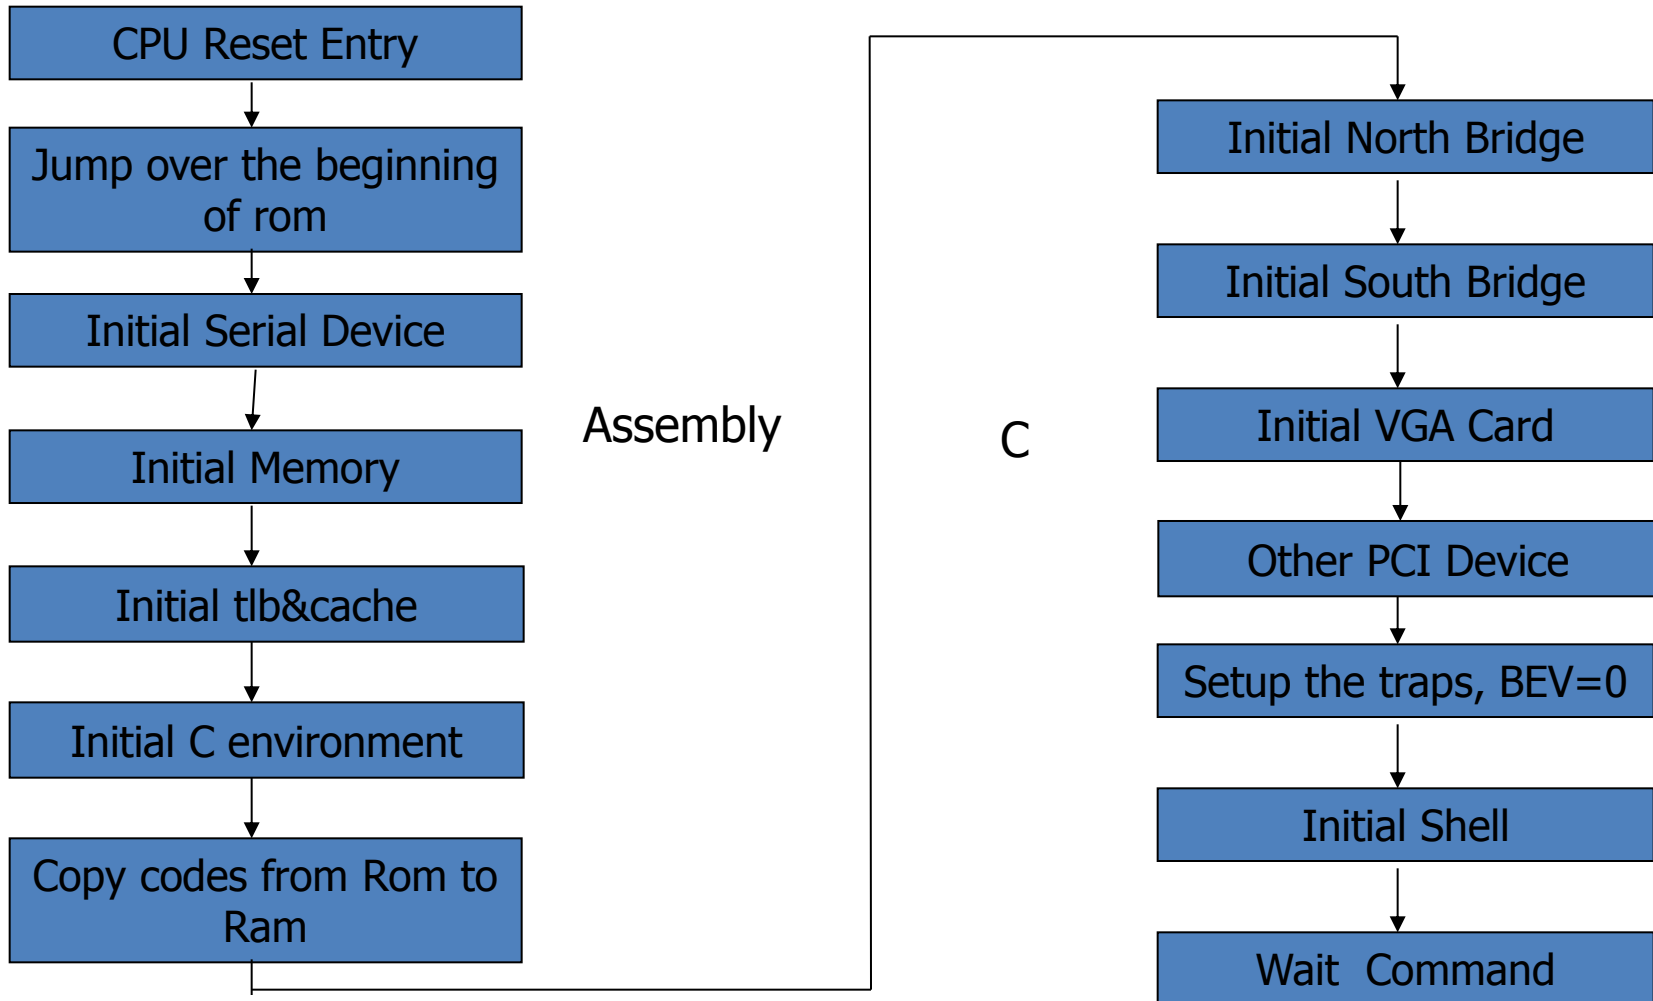 CPU Reset Entry
Jump over the beginning
of rom
Initial Serial Device
Initial Memory
Initial tlb&cache
Initial C environment
Copy codes from Rom to
Ram
Assembly
C
Initial North Bridge
Initial South Bridge
Initial VGA Card
Other PCI Device
Setup the traps, BEV=0
Initial Shell
Wait  Command